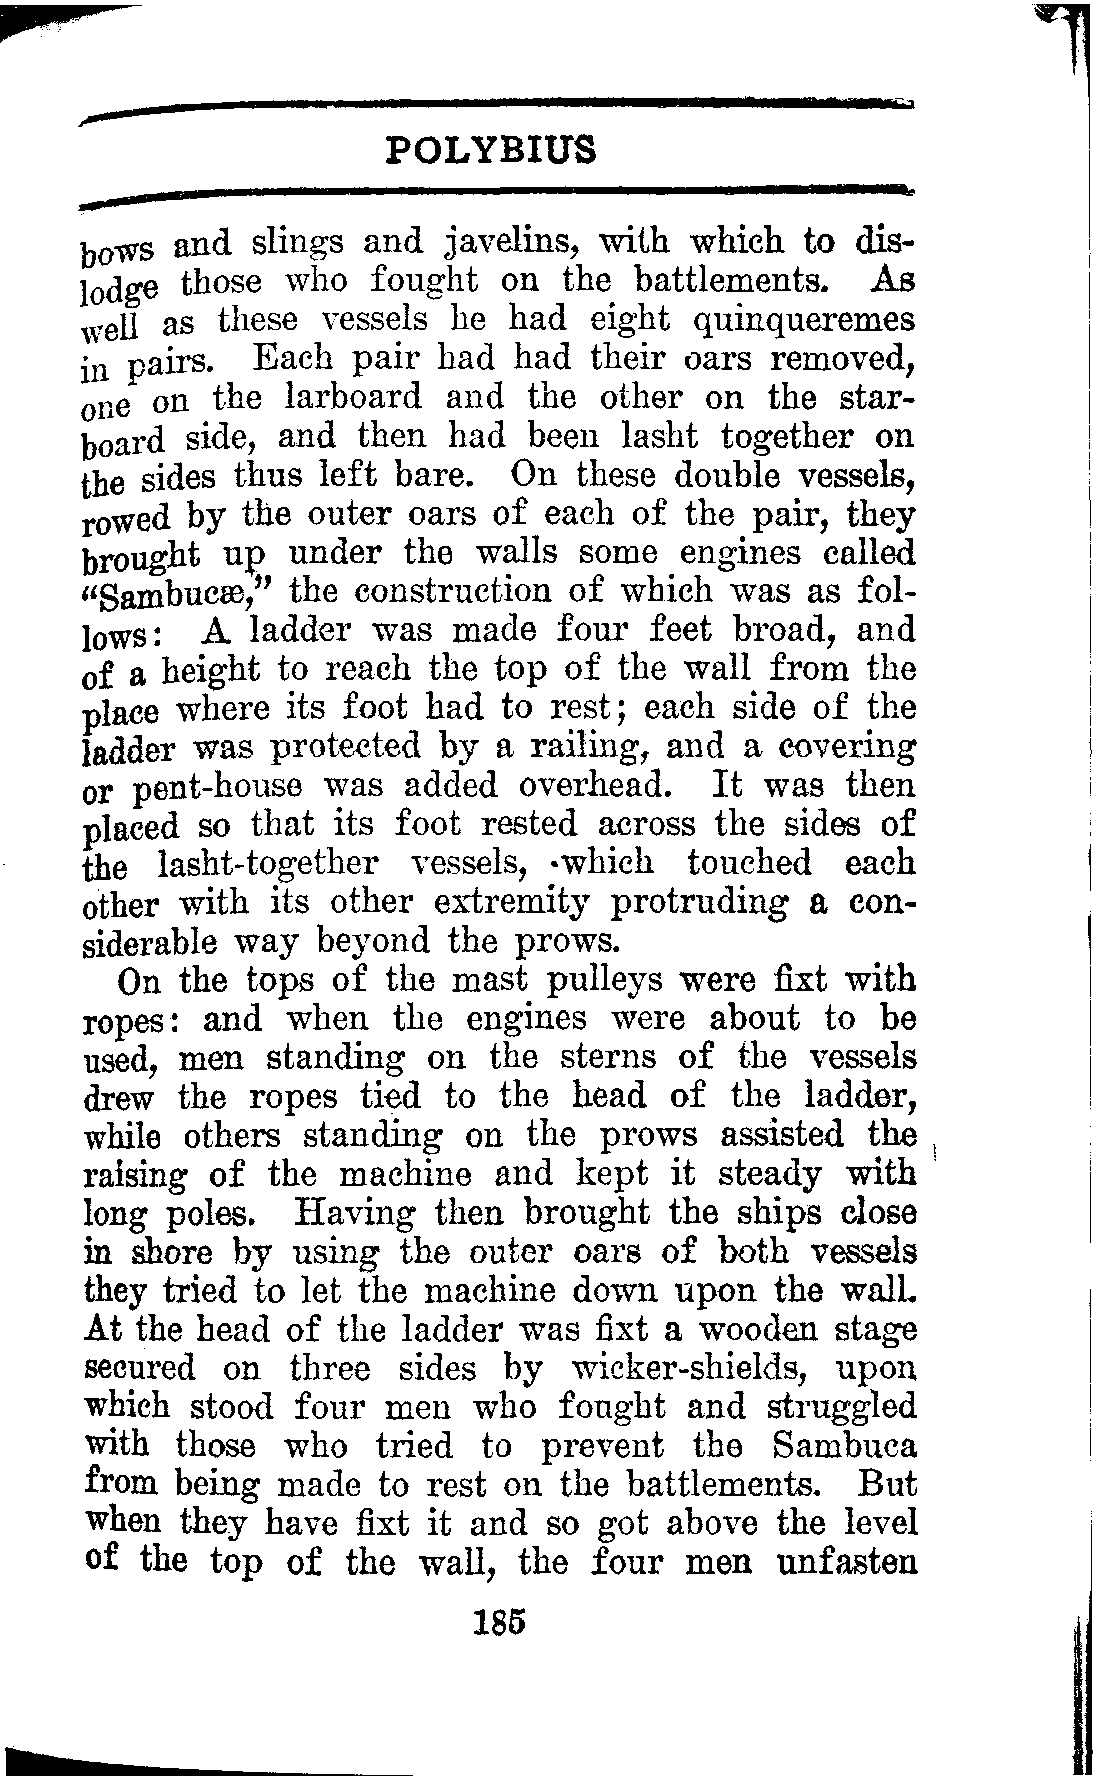 POLYBIUS
bows and slings and javelins, with which to dis-
lodge those who fought on the battlements. As
well as these vessels he had eight quinqueremes
in pairs. Each pair had had their oars removed,
one on the larboard and the other on the star-
board side, and then had been lasht together on
the sides thus left bare. On these double vessels,
rowed by the outer oars of each of the pair, they
brought up under the walls some engines called
“Sambucæ,” the construction of which was as fol-
lows: A ladder was made four feet broad, and
of a height to reach the top of the wall from the
place where its foot had to rest; each side of the
ladder was protected by a railing, and a covering
or pent-house was added overhead. It was then
placed so that its foot rested across the sides of
the lasht-together vessels, which touched each
other with its other extremity protruding a con-
siderable way beyond the prows.
On the tops of the mast pulleys were fixt with
ropes: and when the engines were about to be
used, men standing on the sterns of the vessels
drew the ropes tied to the head of the ladder,
while others standing on the prows assisted the
raising of the machine and kept it steady with
long poles. Having then brought the ships close
in shore by using the outer oars of both vessels
they tried to let the machine down upon the wall.
At the head of the ladder was fixt a wooden stage
secured on three sides by wicker-shields, upon
which stood four men who fought and struggled
with those who tried to prevent the Sambuca
from being made to rest on the battlements. But
when they have fixt it and so got above the level
of the top of the wall, the four men unfasten
185